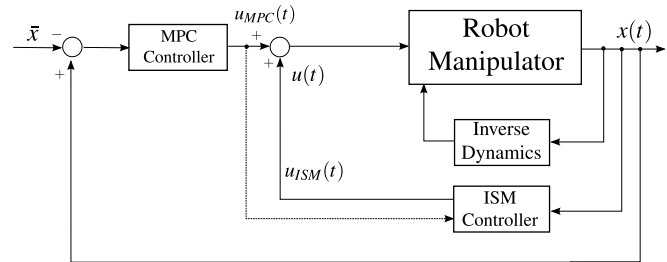 x̄
−
+
MPC
Controller
u_MPC(t)
+
+
u(t)
Robot
Manipulator
x(t)
Inverse
Dynamics
u_ISM(t)
ISM
Controller